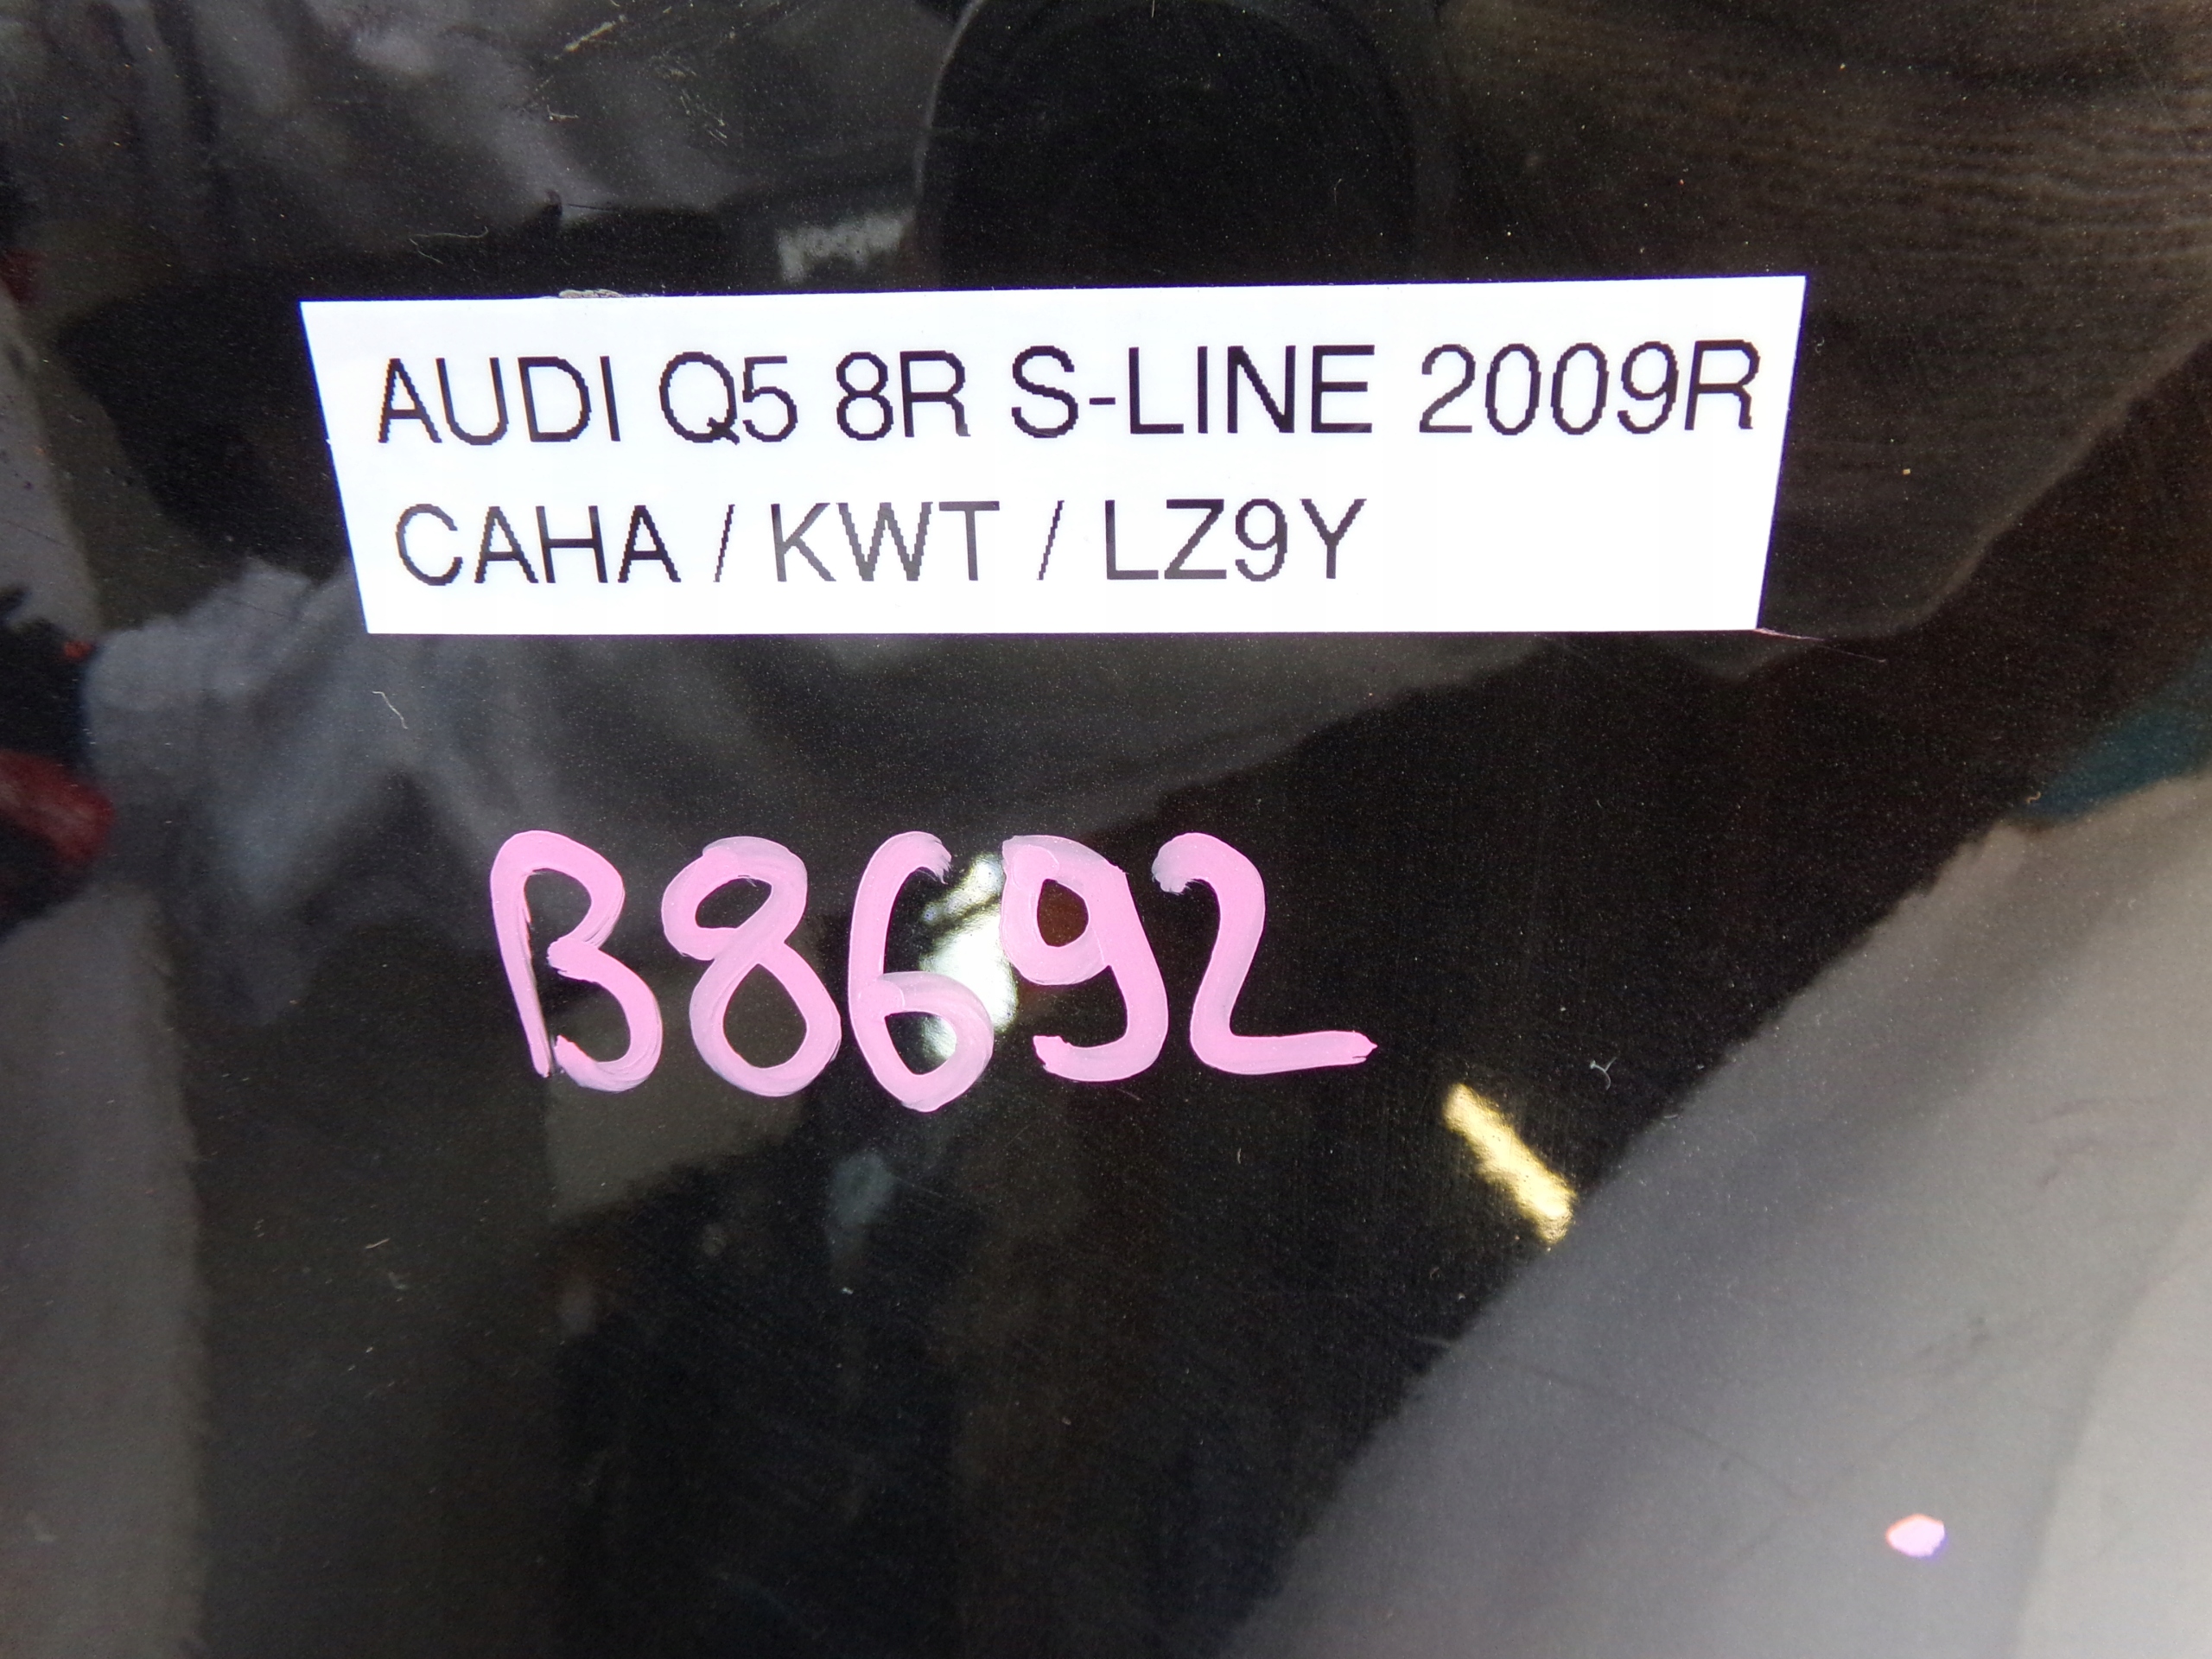 AUDI Q5 8R S-LINE 2009R
CAHA / KWT / LZ9Y
B8692